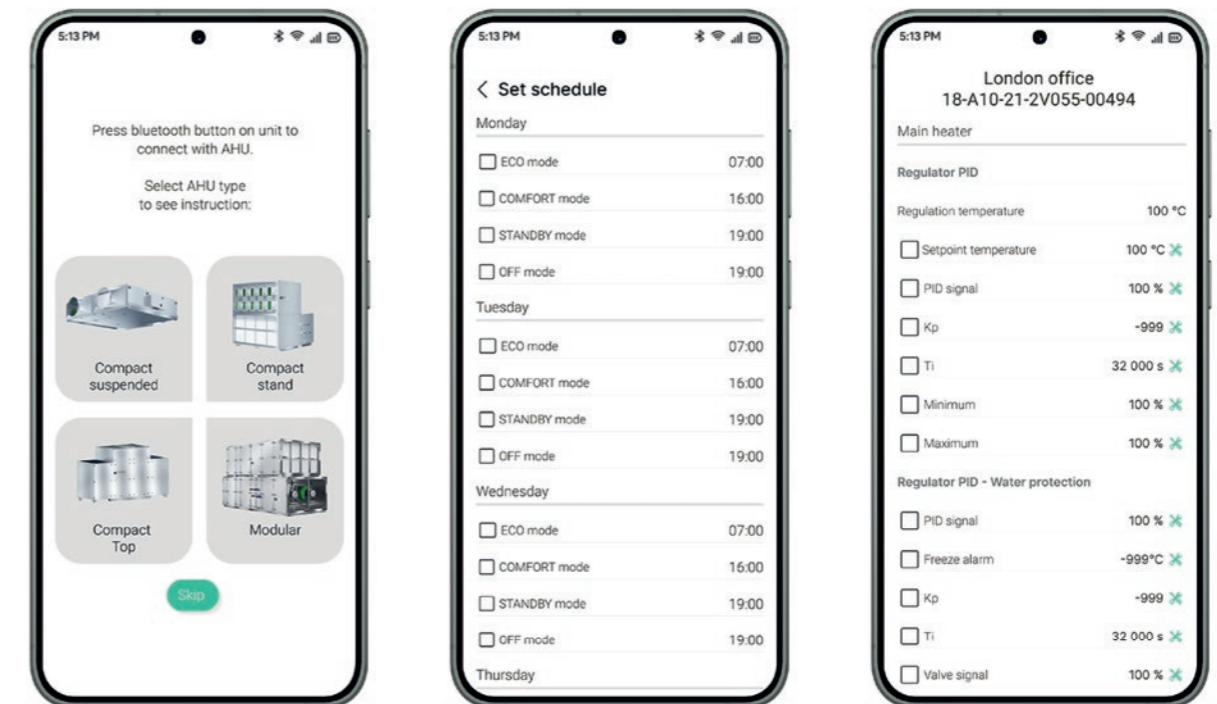 5:13 PM
Press bluetooth button on unit to
connect with AHU.
Select AHU type
to see instruction:
Compact
suspended
Compact
stand
Compact
Top
Modular
Skip
5:13 PM
< Set schedule
Monday
ECO mode 07:00
COMFORT mode 16:00
STANDBY mode 19:00
OFF mode 19:00
Tuesday
ECO mode 07:00
COMFORT mode 16:00
STANDBY mode 19:00
OFF mode 19:00
Wednesday
ECO mode 07:00
COMFORT mode 16:00
STANDBY mode 19:00
OFF mode 19:00
Thursday
5:13 PM
London office
18-A10-21-2V055-00494
Main heater
Regulator PID
Regulation temperature 100 °C
Setpoint temperature 100 °C
PID signal 100 %
Kp -999
Ti 32 000 s
Minimum 100 %
Maximum 100 %
Regulator PID - Water protection
PID signal 100 %
Freeze alarm -999°C
Kp -999
Ti 32 000 s
Valve signal 100 %